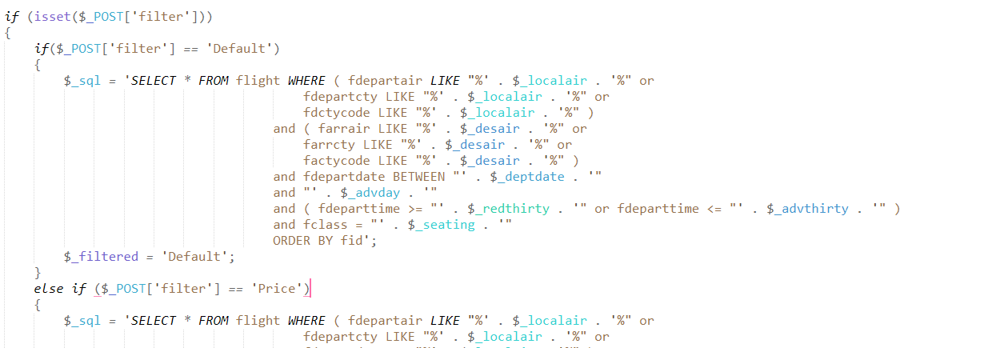 if (isset($_POST['filter']))
{
    if($_POST['filter'] == 'Default')
    {
        $_sql = 'SELECT * FROM flight WHERE ( fdepartair LIKE "%' . $_localair . '%" or
                                        fdepartcty LIKE "%' . $_localair . '%" or
                                        fdctycode LIKE "%' . $_localair . '%" )
                                    and ( farrair LIKE "%' . $_desair . '%" or
                                        farrcty LIKE "%' . $_desair . '%" or
                                        factycode LIKE "%' . $_desair . '%" )
                                    and fdepartdate BETWEEN "' . $_deptdate . '"
                                    and "' . $_advday . '"
                                    and ( fdeparttime >= "' . $_redthirty . '" or fdeparttime <= "' . $_advthirty . '" )
                                    and fclass = "' . $_seating . '"
                                    ORDER BY fid';
        $_filtered = 'Default';
    }
    else if ($_POST['filter'] == 'Price')
    {
        $_sql = 'SELECT * FROM flight WHERE ( fdepartair LIKE "%' . $_localair . '%" or
                                        fdepartcty LIKE "%' . $_localair . '%" or